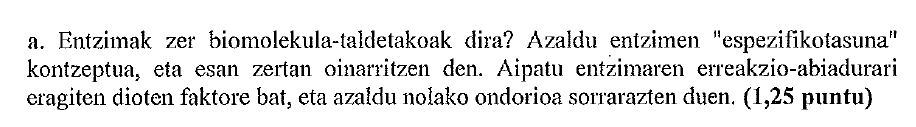 a. Entzimak zer biomolekula-taldetakoak dira? Azaldu entzimen "espezifikotasuna"
kontzeptua, eta esan zertan oinarritzen den. Aipatu entzimaren erreakzio-abiadurari
eragiten dioten faktore bat, eta azaldu nolako ondorioa sorrarazten duen. (1,25 puntu)